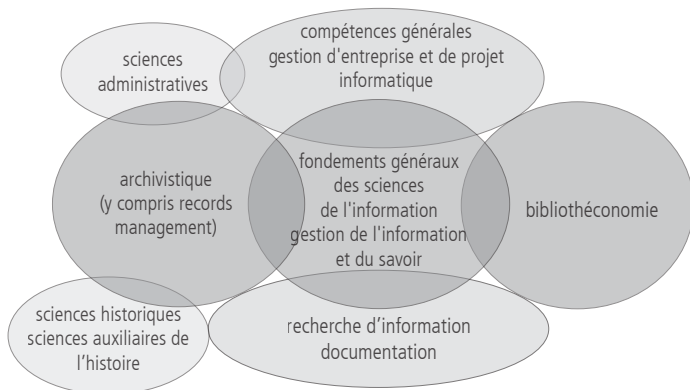 sciences
administratives
compétences générales
gestion d'entreprise et de projet
informatique
archivistique
(y compris records
management)
fondements généraux
des sciences
de l'information
gestion de l'information
et du savoir
bibliothéconomie
sciences historiques
sciences auxiliaires de
l’histoire
recherche d’information
documentation